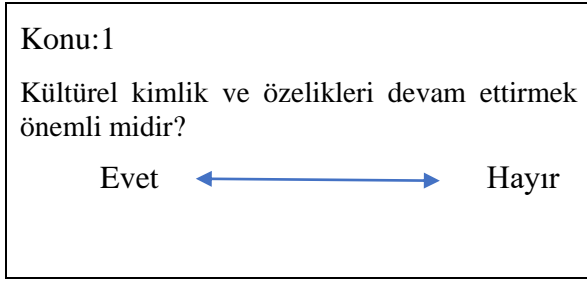 Konu:1
Kültürel kimlik ve özelikleri devam ettirmek
önemli midir?
Evet Hayır